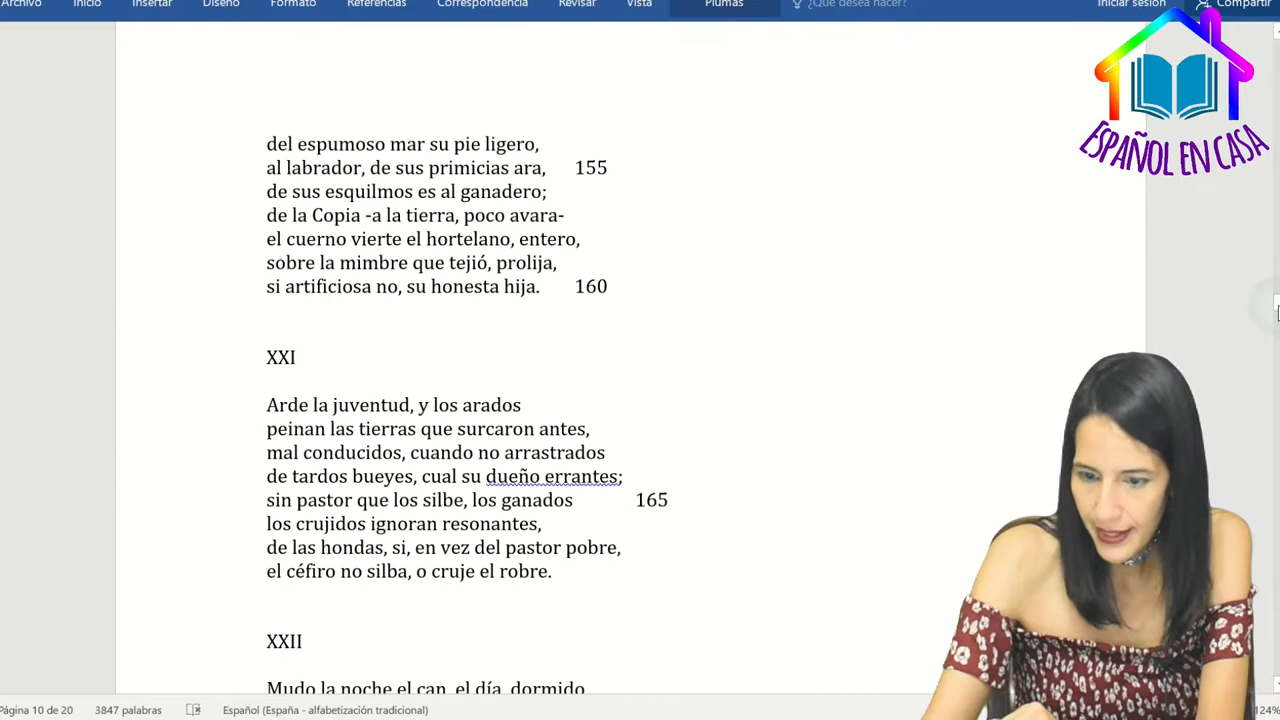 Archivo Inicio Insertar Diseño Formato Referencias Correspondencia Revisar Vista Plumas ¿Qué desea hacer? Iniciar sesión Compartir
ESPAÑOL EN CASA
del espumoso mar su pie ligero,
al labrador, de sus primicias ara, 155
de sus esquilmos es al ganadero;
de la Copia -a la tierra, poco avara-
el cuerno vierte el hortelano, entero,
sobre la mimbre que tejió, prolija,
si artificiosa no, su honesta hija. 160
XXI
Arde la juventud, y los arados
peinan las tierras que surcaron antes,
mal conducidos, cuando no arrastrados
de tardos bueyes, cual su dueño errantes;
sin pastor que los silbe, los ganados 165
los crujidos ignoran resonantes,
de las hondas, si, en vez del pastor pobre,
el céfiro no silba, o cruje el robre.
XXII
Mudo la noche el can, el día, dormido
Página 10 de 20 3847 palabras Español (España - alfabetización tradicional) 124%